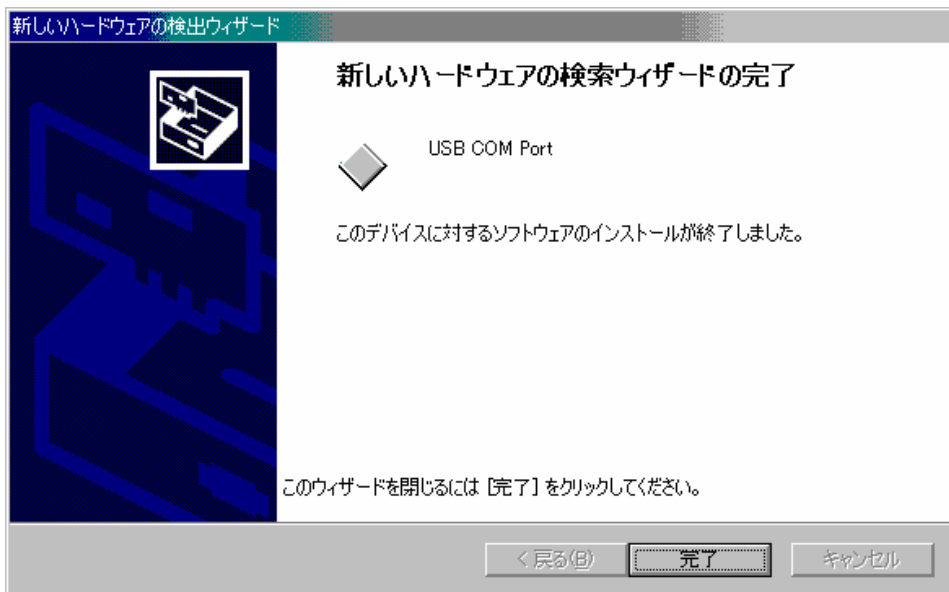 新しいハードウェアの検出ウィザード
新しいハードウェアの検索ウィザードの完了
USB COM Port
このデバイスに対するソフトウェアのインストールが終了しました。
このウィザードを閉じるには [完了] をクリックしてください。
< 戻る(B)
完了
キャンセル